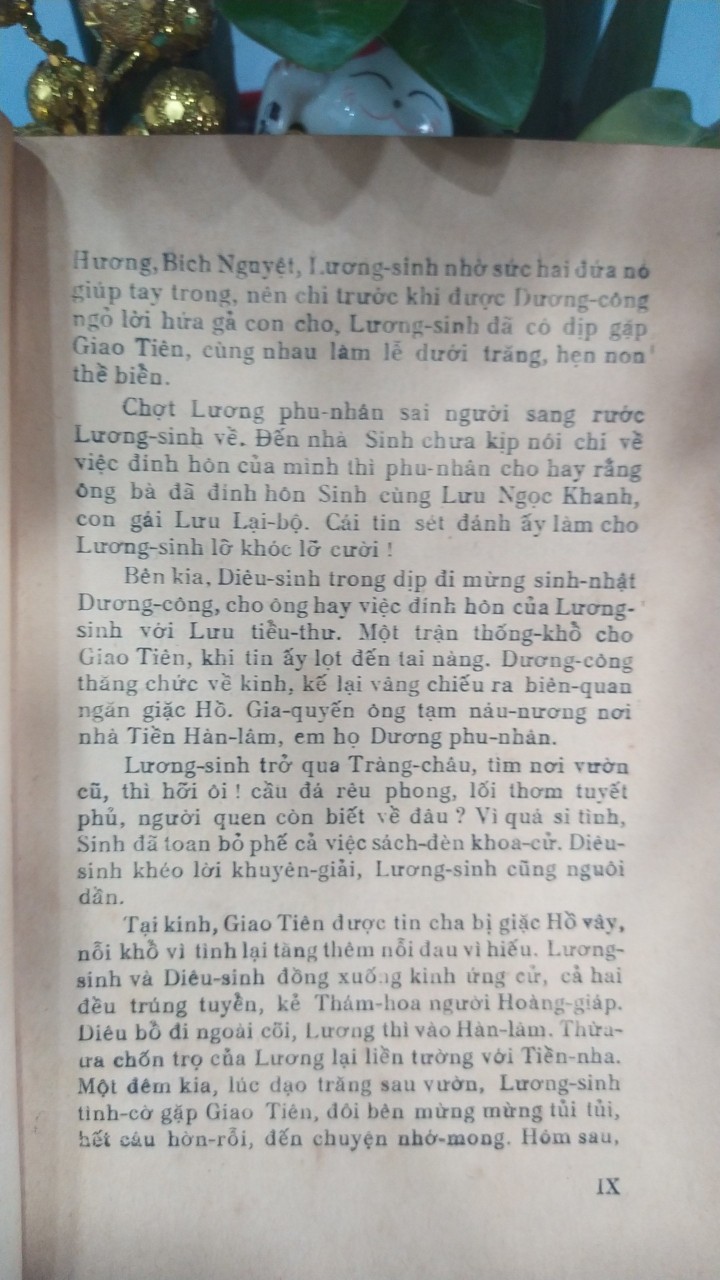 Hương, Bích Nguyệt, Lương-sinh nhờ sức hai đứa nó
giúp tay trong, nên chi trước khi được Dương-công
ngỏ lời hứa gả con cho, Lương-sinh đã có dịp gặp
Giao Tiên, cùng nhau làm lễ dưới trăng, hẹn non
thề biển.
Chợt Lương phu-nhân sai người sang rước
Lương-sinh về. Đến nhà Sinh chưa kịp nói chi về
việc đính hôn của mình thì phu-nhân cho hay rằng
ông bà đã đính hôn Sinh cùng Lưu Ngọc Khanh,
con gái Lưu Lại-bộ. Cái tin sét đánh ấy làm cho
Lương-sinh lỡ khóc lỡ cười !
Bên kia, Diêu-sinh trong dịp đi mừng sinh-nhật
Dương-công, cho ông hay việc đính hôn của Lương-
sinh với Lưu tiểu-thư. Một trận thống-khổ cho
Giao Tiên, khi tin ấy lọt đến tai nàng. Dương-công
thăng chức về kinh, kế lại vâng chiếu ra biên-quan
ngăn giặc Hồ. Gia-quyến ông tạm náu-nương nơi
nhà Tiền Hàn-lâm, em họ Dương phu-nhân.
Lương-sinh trở qua Tràng-châu, tìm nơi vườn
cũ, thì hỡi ôi ! cầu đá rêu phong, lối thơm tuyết
phủ, người quen còn biết về đâu ? Vì quá si tình,
Sinh đã toan bỏ phế cả việc sách-đèn khoa-cử. Diêu-
sinh khéo lời khuyên-giải, Lương-sinh cũng nguôi
dần.
Tại kinh, Giao Tiên được tin cha bị giặc Hồ vây,
nỗi khổ vì tình lại tăng thêm nỗi đau vì hiếu. Lương-
sinh và Diêu-sinh đồng xuống kinh ứng cử, cả hai
đều trúng tuyển, kẻ Thám-hoa người Hoàng-giáp.
Diêu bổ đi ngoài cõi, Lương thì vào Hàn-lâm. Thừa-
ưa chốn trọ của Lương lại liền tường với Tiền-nha.
Một đêm kia, lúc dạo trăng sau vườn, Lương-sinh
tình-cờ gặp Giao Tiên, đôi bên mừng mừng tủi tủi,
hết câu hờn-rỗi, đến chuyện nhớ-mong. Hôm sau,
IX